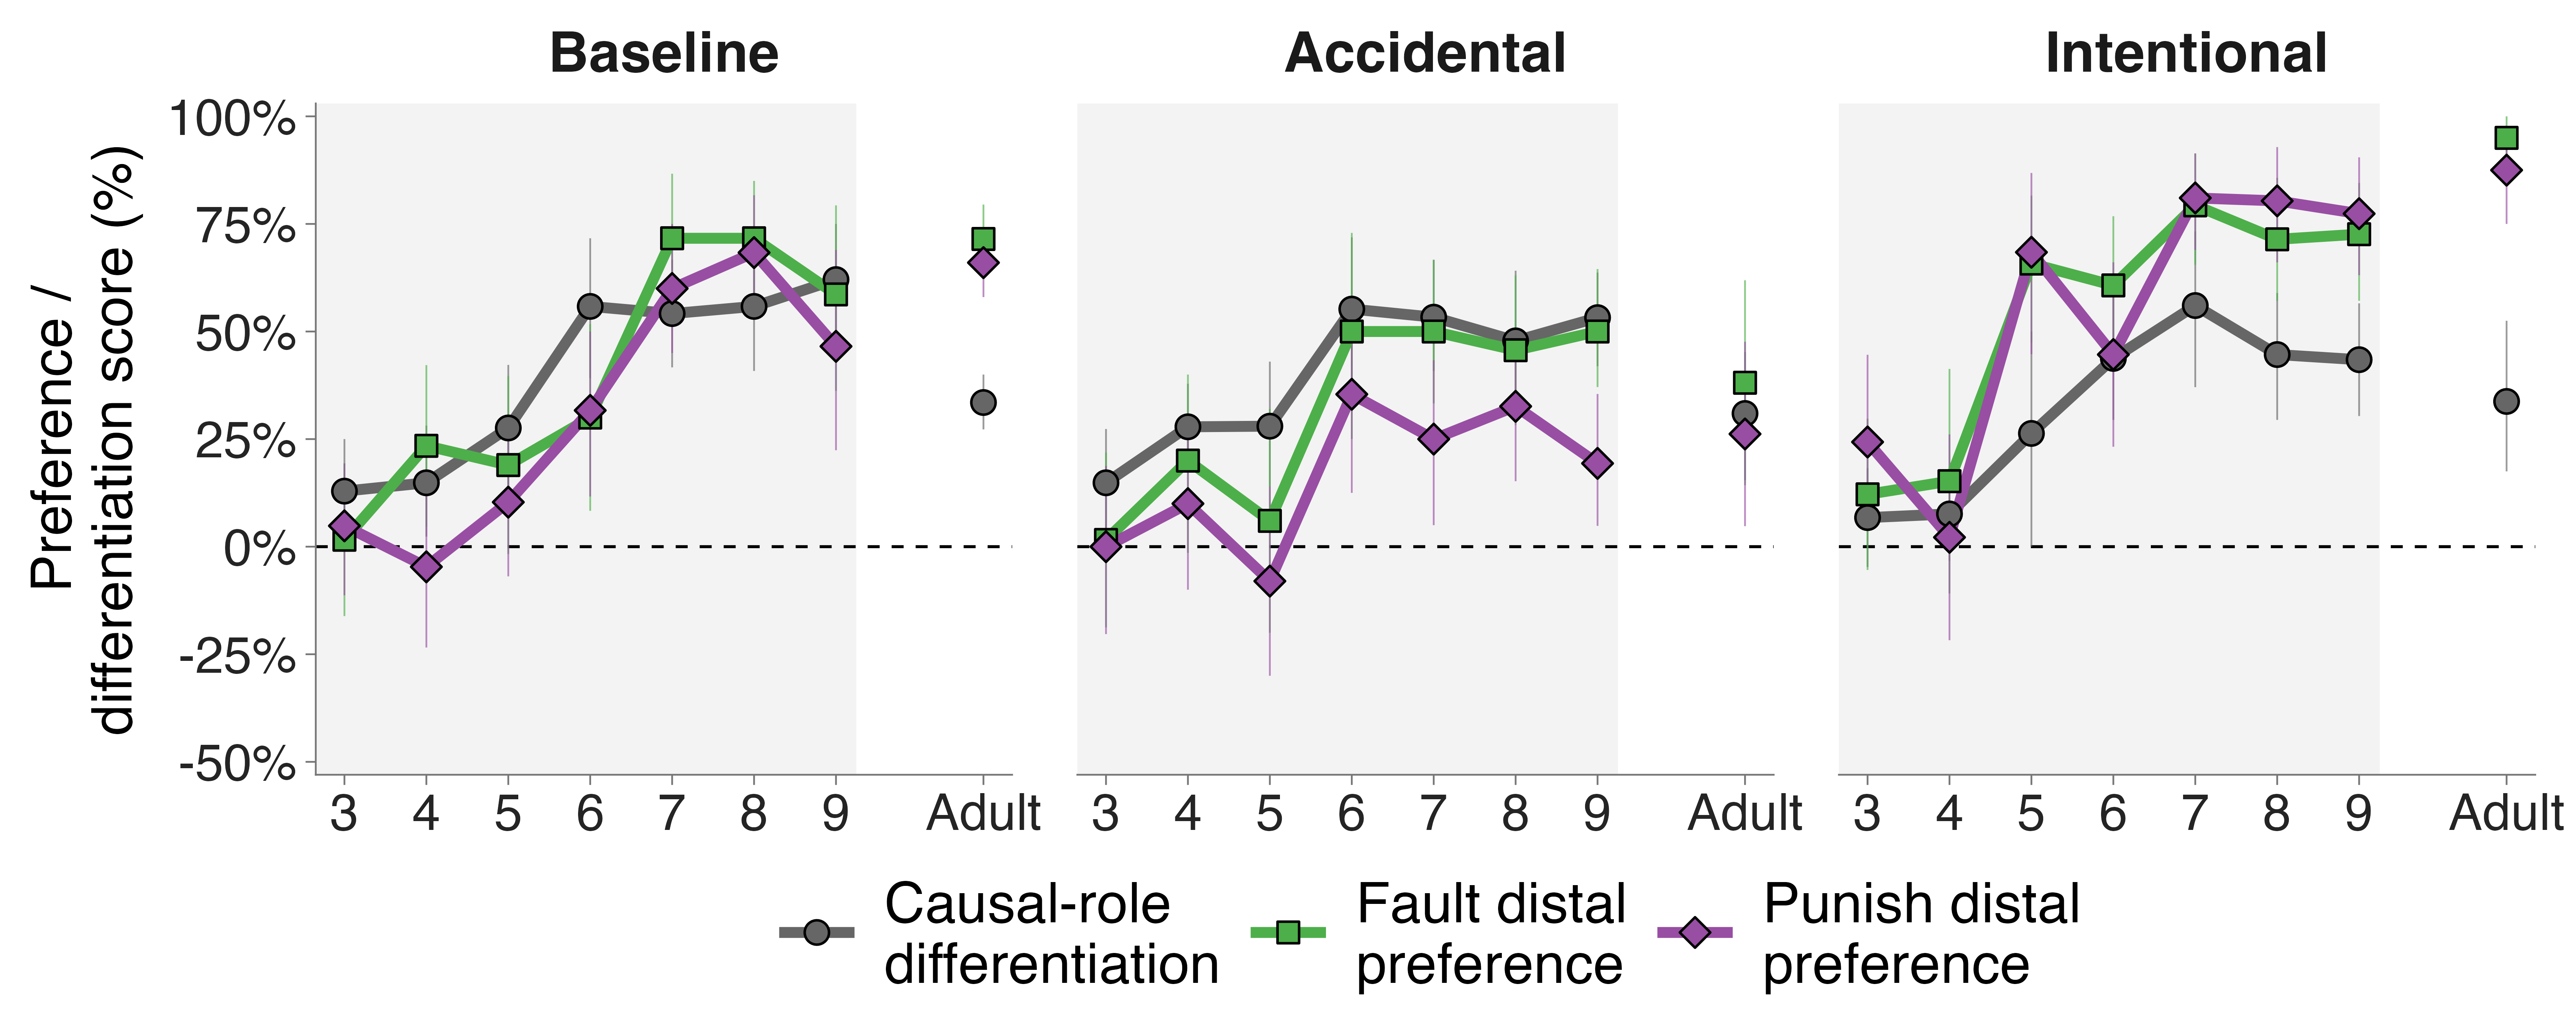 Baseline
Accidental
Intentional
Preference /
differentiation score (%)
100%
75%
50%
25%
0%
-25%
-50%
3 4 5 6 7 8 9 Adult
3 4 5 6 7 8 9 Adult
3 4 5 6 7 8 9 Adult
Causal-role
differentiation
Fault distal
preference
Punish distal
preference